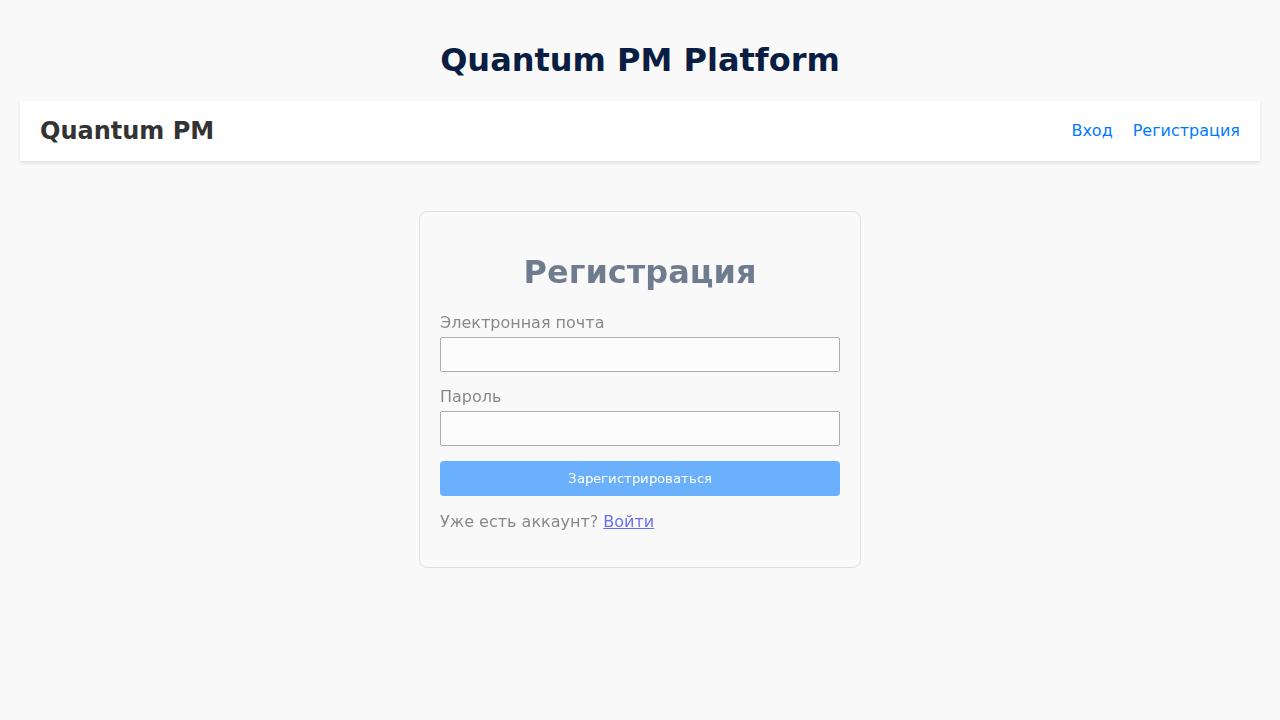 Quantum PM Platform
Quantum PM
Вход Регистрация
Регистрация
Электронная почта
Пароль
Зарегистрироваться
Уже есть аккаунт? Войти